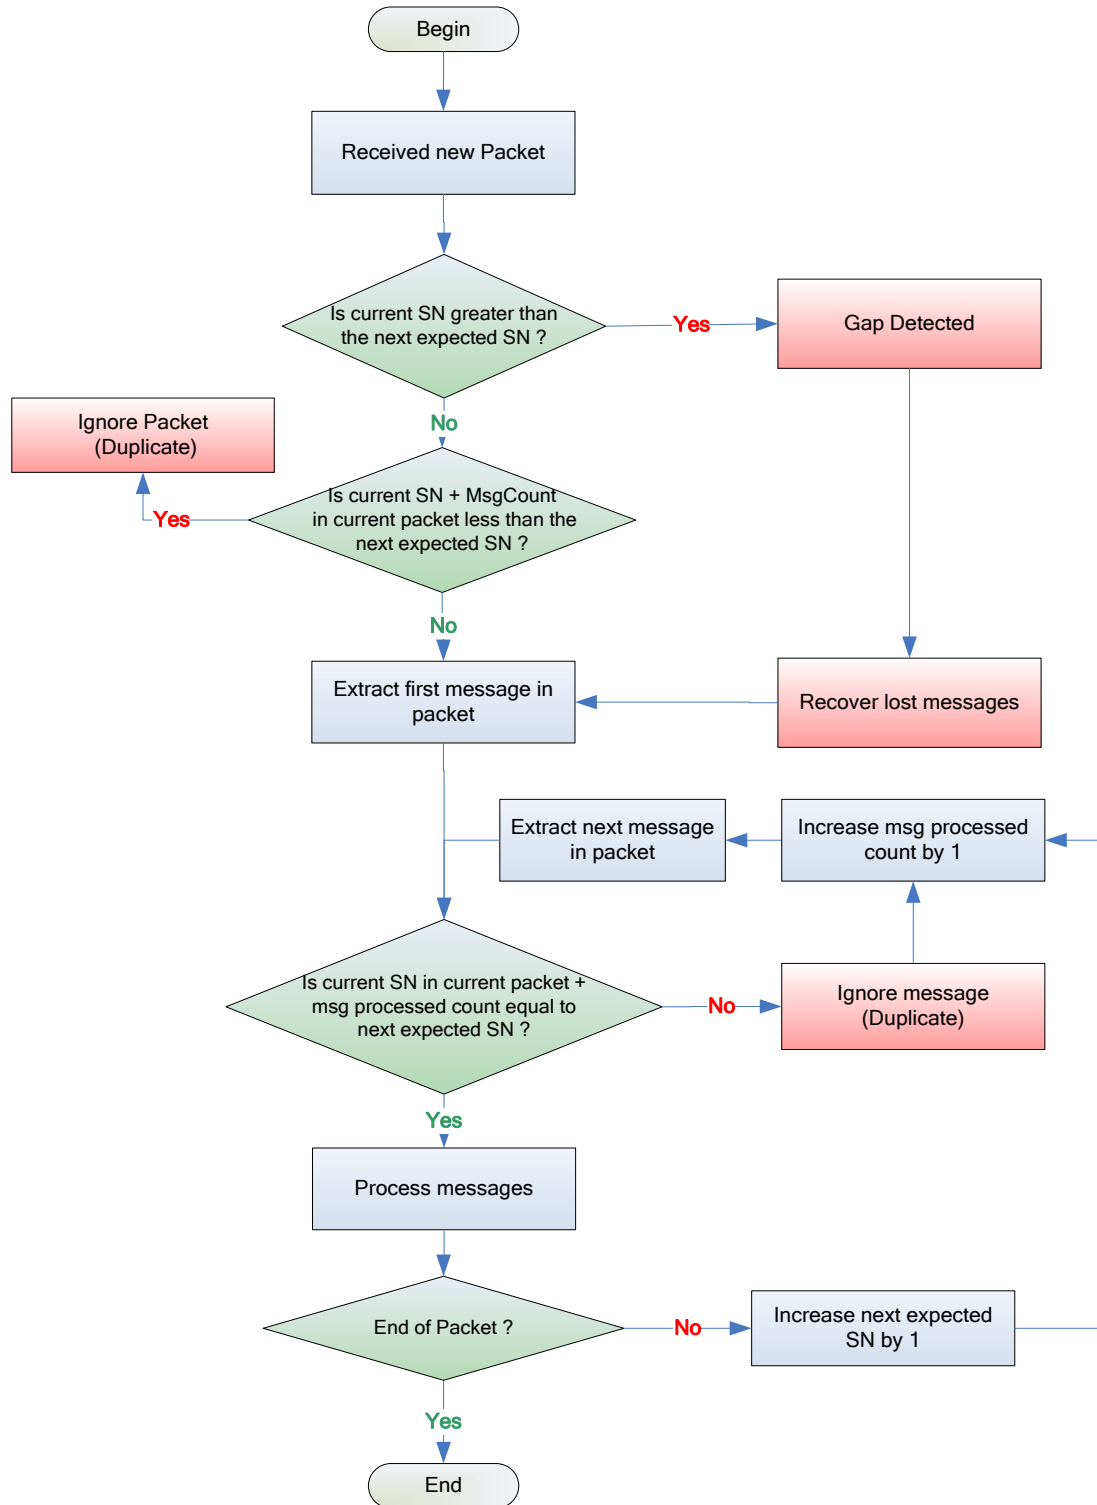 Begin
Received new Packet
Is current SN greater than
the next expected SN ?
Yes
Gap Detected
No
Ignore Packet
(Duplicate)
Is current SN + MsgCount
in current packet less than the
next expected SN ?
Yes
No
Extract first message in
packet
Recover lost messages
Extract next message
in packet
Increase msg processed
count by 1
Is current SN in current packet +
msg processed count equal to
next expected SN ?
No
Ignore message
(Duplicate)
Yes
Process messages
End of Packet ?
No
Increase next expected
SN by 1
Yes
End